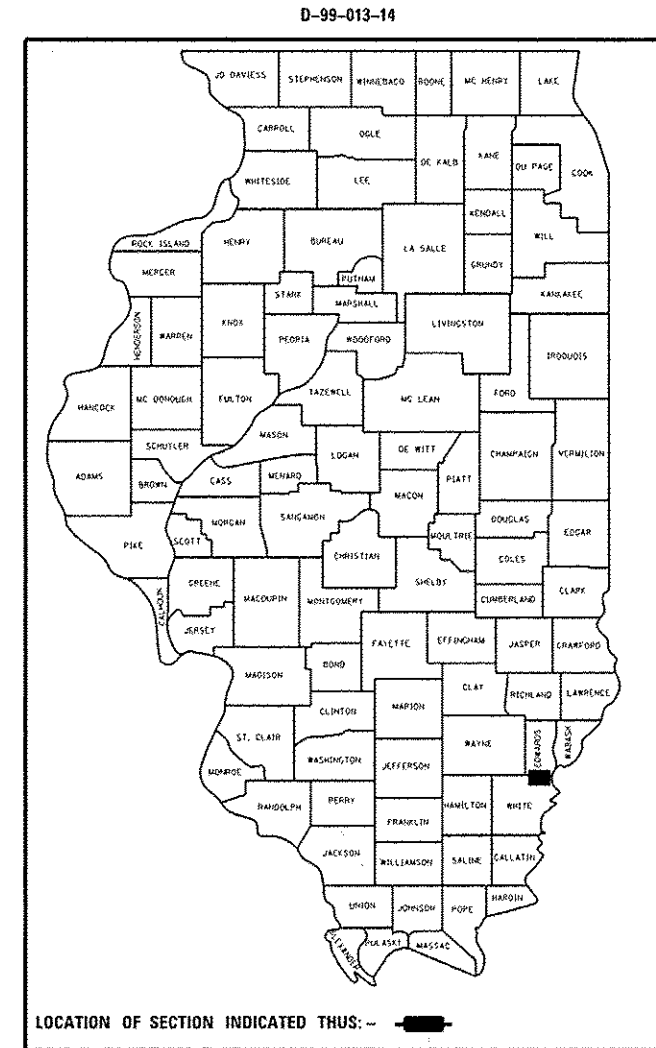 D-99-013-14
JO DAVIESS STEPHENSON WINNEBAGO BOONE MC HENRY LAKE
CARROLL OGLE DE KALB KANE DU PAGE COOK
WHITESIDE LEE
KENDALL
ROCK ISLAND HENRY BUREAU LA SALLE GRUNDY WILL
MERCER PUTNAM
STARK MARSHALL KANKAKEE
HENDERSON WARREN KNOX PEORIA WOODFORD LIVINGSTON IROQUOIS
HANCOCK MC DONOUGH FULTON TAZEWELL MC LEAN FORD
MASON
SCHUYLER LOGAN DE WITT CHAMPAIGN VERMILION
ADAMS BROWN CASS MENARD MACON PIATT
PIKE SCOTT MORGAN SANGAMON MOULTRIE DOUGLAS EDGAR
CHRISTIAN COLES
CALHOUN GREENE MACOUPIN MONTGOMERY SHELBY CUMBERLAND CLARK
JERSEY FAYETTE EFFINGHAM JASPER CRAWFORD
MADISON BOND CLAY RICHLAND LAWRENCE
CLINTON MARION
ST. CLAIR WAYNE EDWARDS WABASH
MONROE WASHINGTON JEFFERSON
RANDOLPH PERRY HAMILTON WHITE
FRANKLIN
JACKSON WILLIAMSON SALINE GALLATIN
UNION JOHNSON POPE HARDIN
ALEXANDER PULASKI MASSAC
LOCATION OF SECTION INDICATED THUS: -